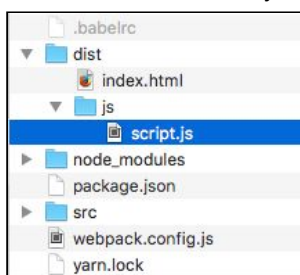 .babelrc
dist
index.html
js
script.js
node_modules
package.json
src
webpack.config.js
yarn.lock